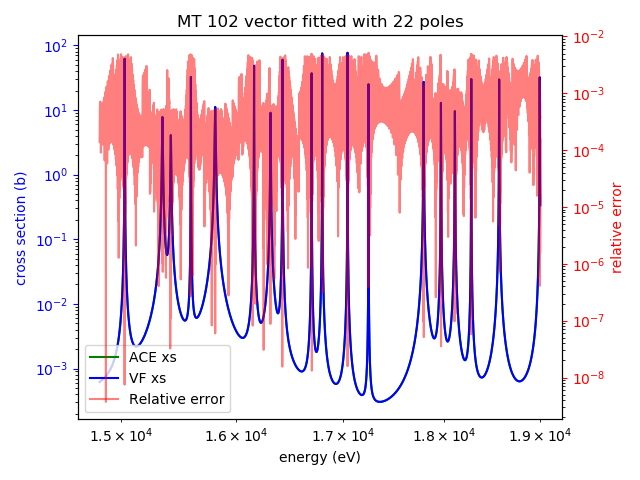 MT 102 vector fitted with 22 poles
10²
10¹
10⁰
10⁻¹
10⁻²
10⁻³
cross section (b)
10⁻²
10⁻³
10⁻⁴
10⁻⁵
10⁻⁶
10⁻⁷
10⁻⁸
relative error
ACE xs
VF xs
Relative error
1.5 × 10⁴ 1.6 × 10⁴ 1.7 × 10⁴ 1.8 × 10⁴ 1.9 × 10⁴
energy (eV)